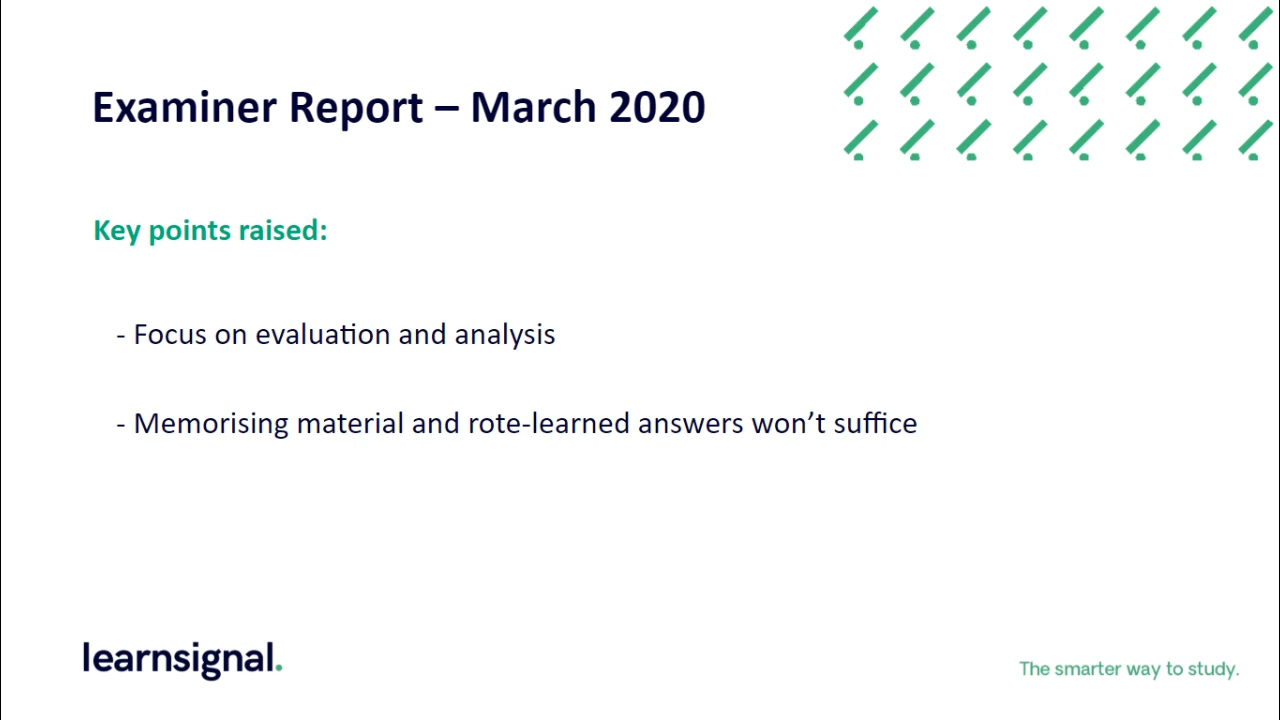 Examiner Report – March 2020
Key points raised:
- Focus on evaluation and analysis
- Memorising material and rote-learned answers won’t suffice
learnsignal.
The smarter way to study.